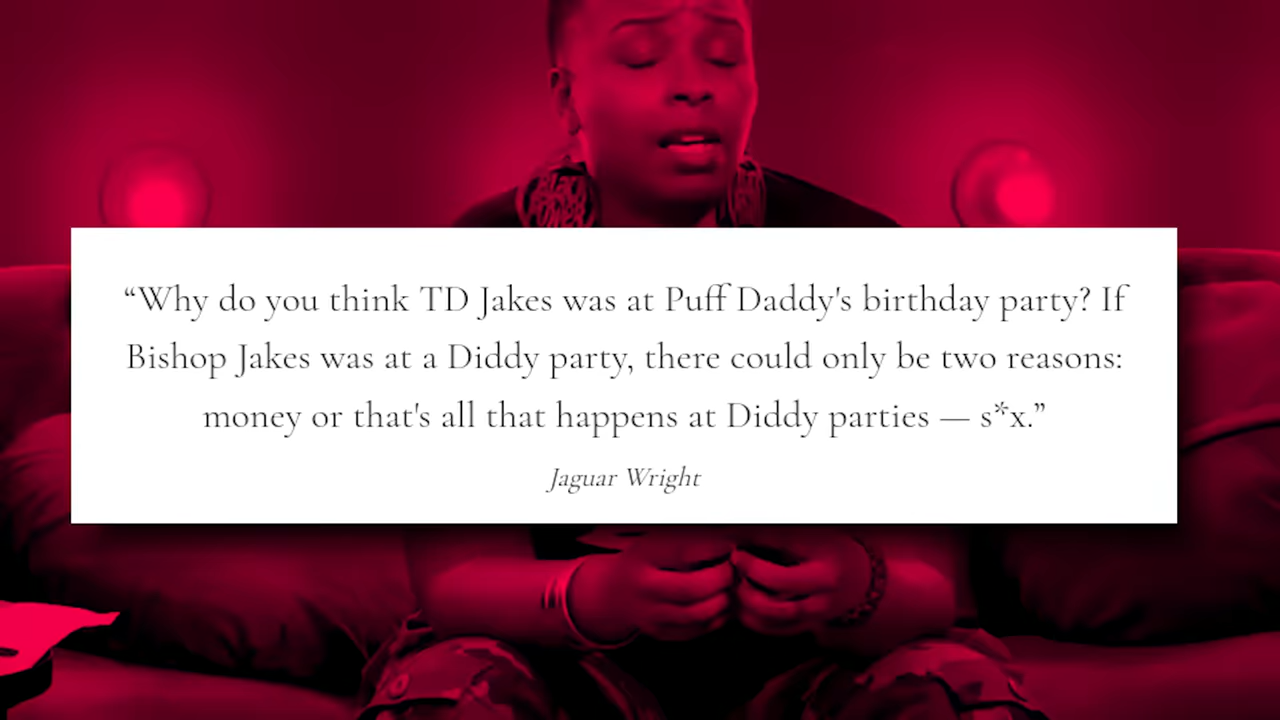 “Why do you think TD Jakes was at Puff Daddy's birthday party? If
Bishop Jakes was at a Diddy party, there could only be two reasons:
money or that's all that happens at Diddy parties — s*x.”
Jaguar Wright